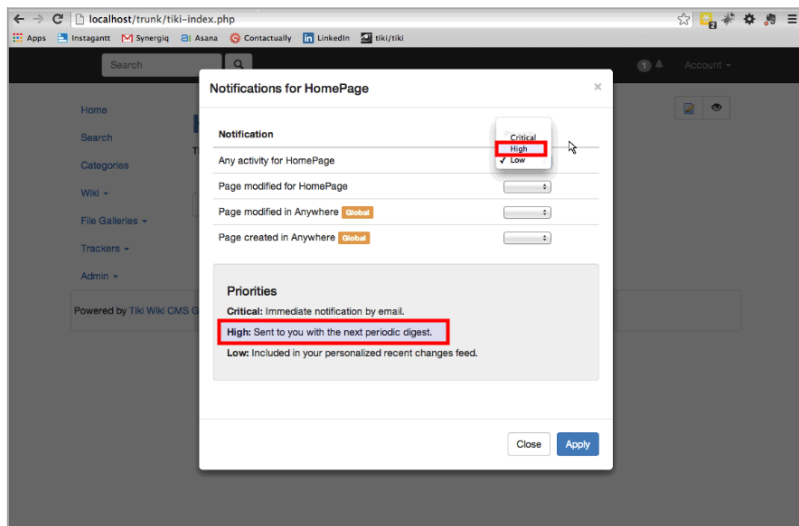 localhost/trunk/tiki-index.php
2
Apps Instagantt Synergiq Asana Contactually LinkedIn tiki/tiki
Search
1
Account
Notifications for HomePage
×
Home
Search
Categories
Wiki
File Galleries
Trackers
Admin
Powered by Tiki Wiki CMS G
Notification
Critical
High
✓ Low
Any activity for HomePage
Page modified for HomePage
Page modified in Anywhere Global
Page created in Anywhere Global
Priorities
Critical: Immediate notification by email.
High: Sent to you with the next periodic digest.
Low: Included in your personalized recent changes feed.
Close Apply